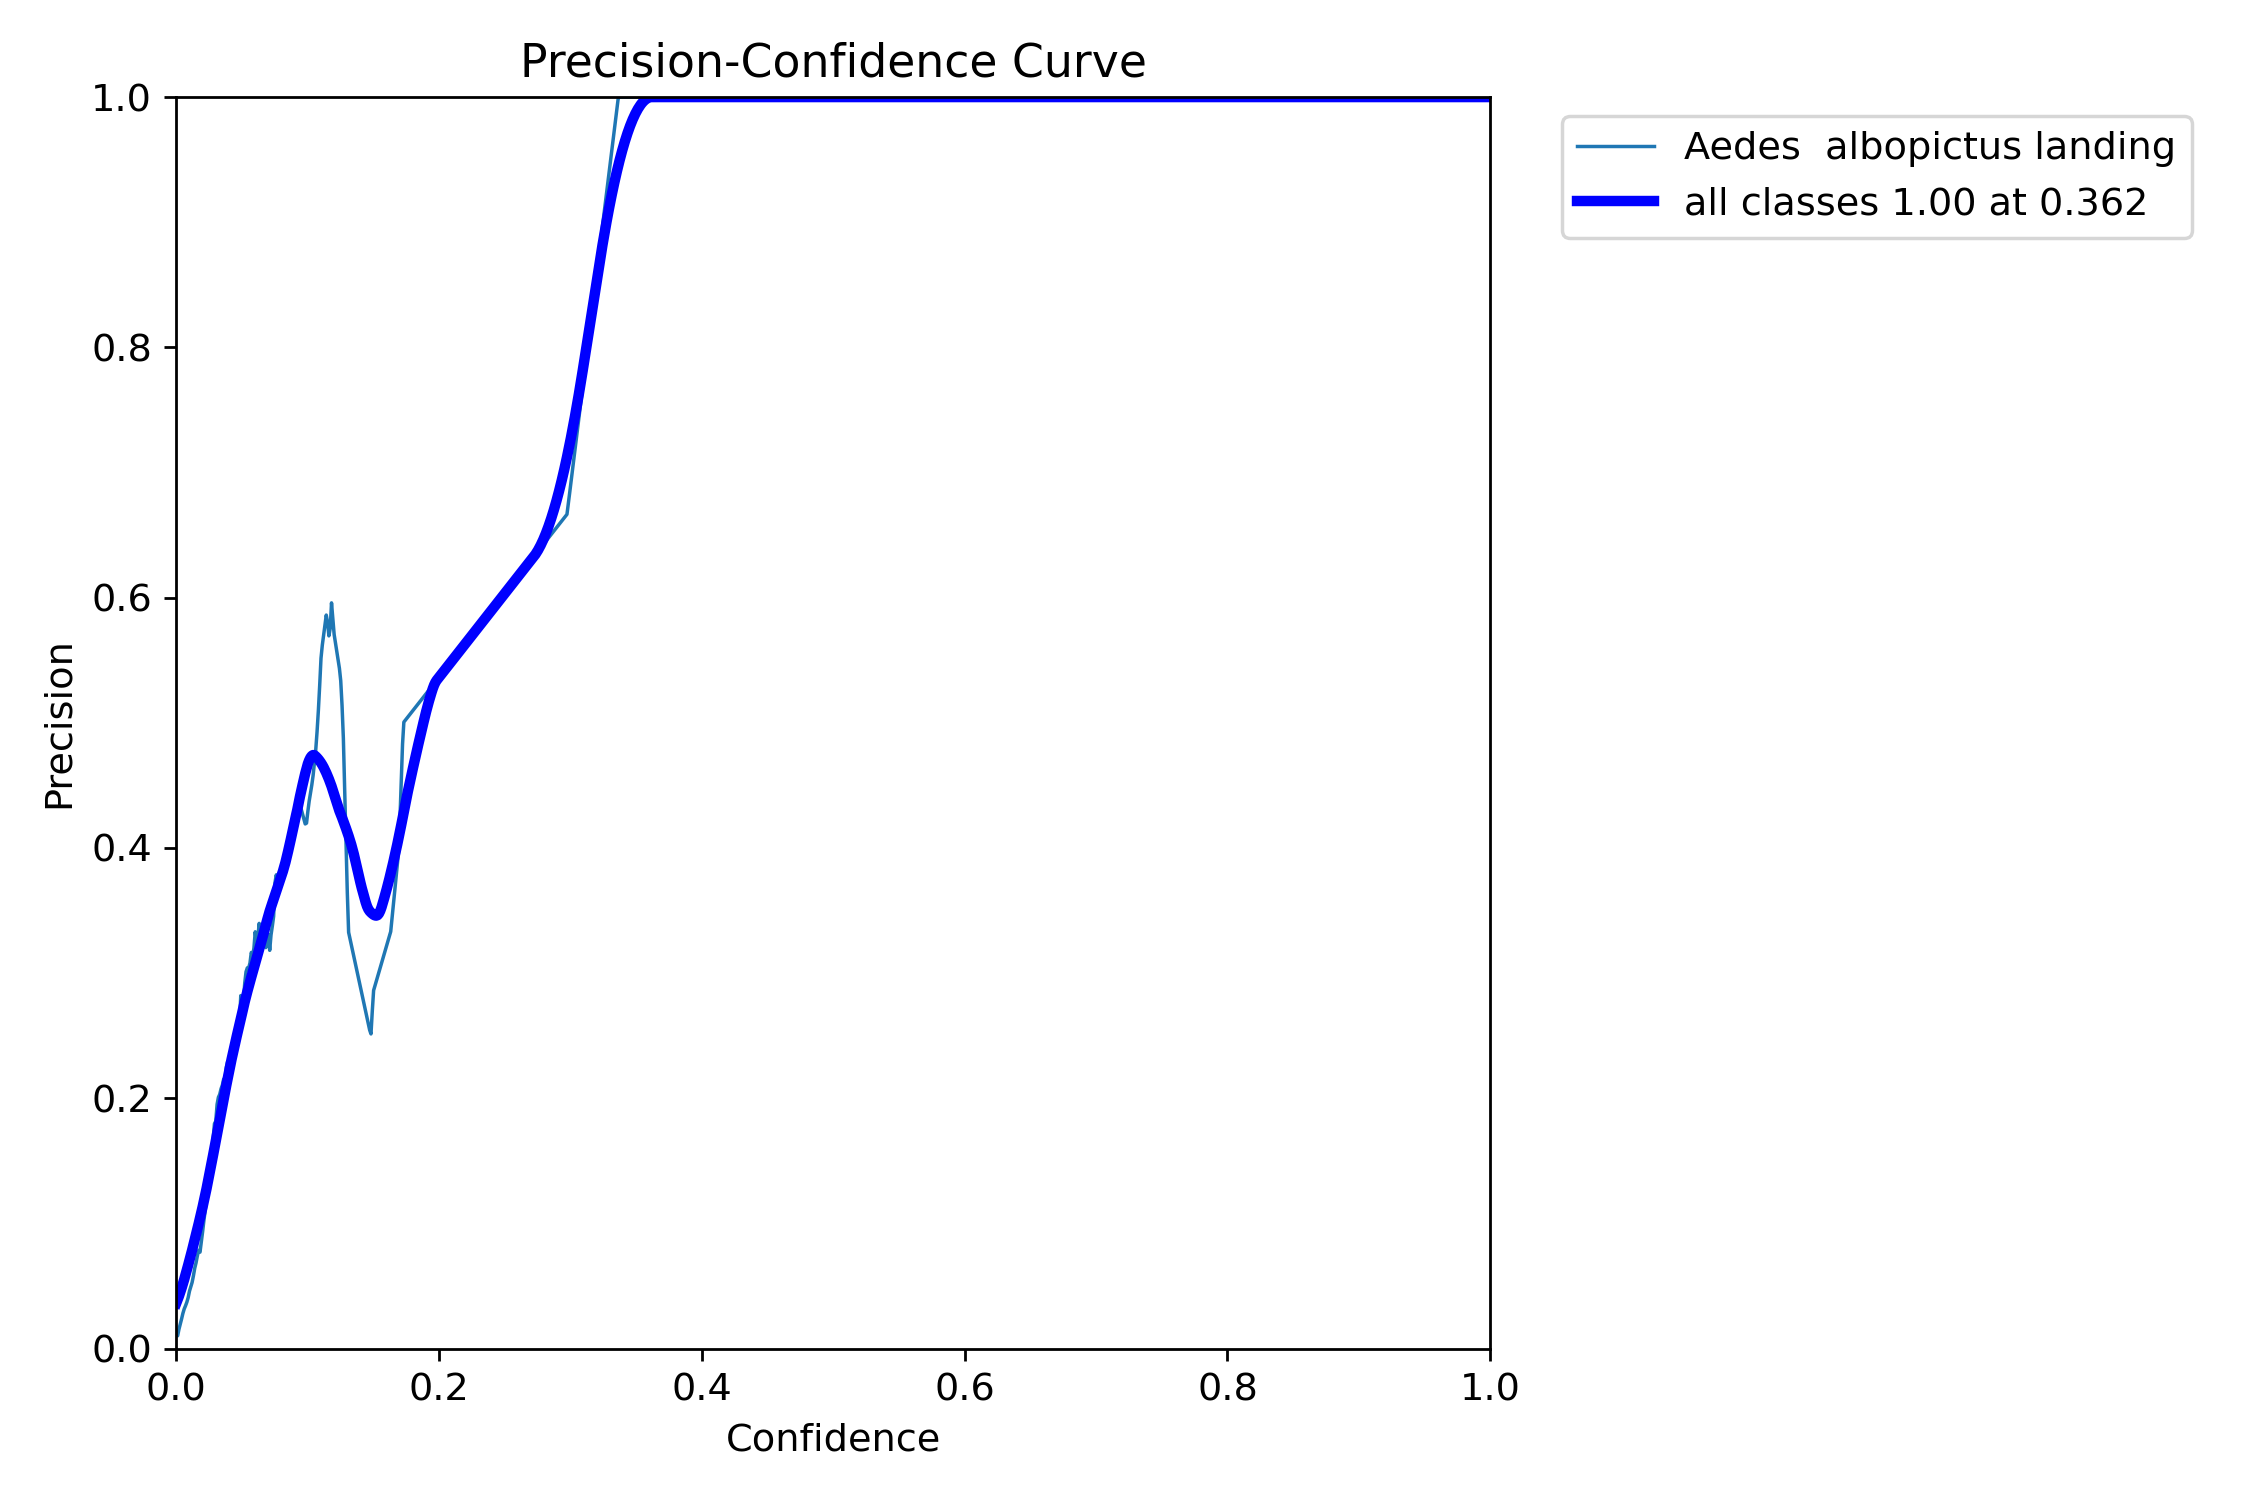 Precision-Confidence Curve
Aedes  albopictus landing
all classes 1.00 at 0.362
Precision
1.0
0.8
0.6
0.4
0.2
0.0
0.0 0.2 0.4 0.6 0.8 1.0
Confidence